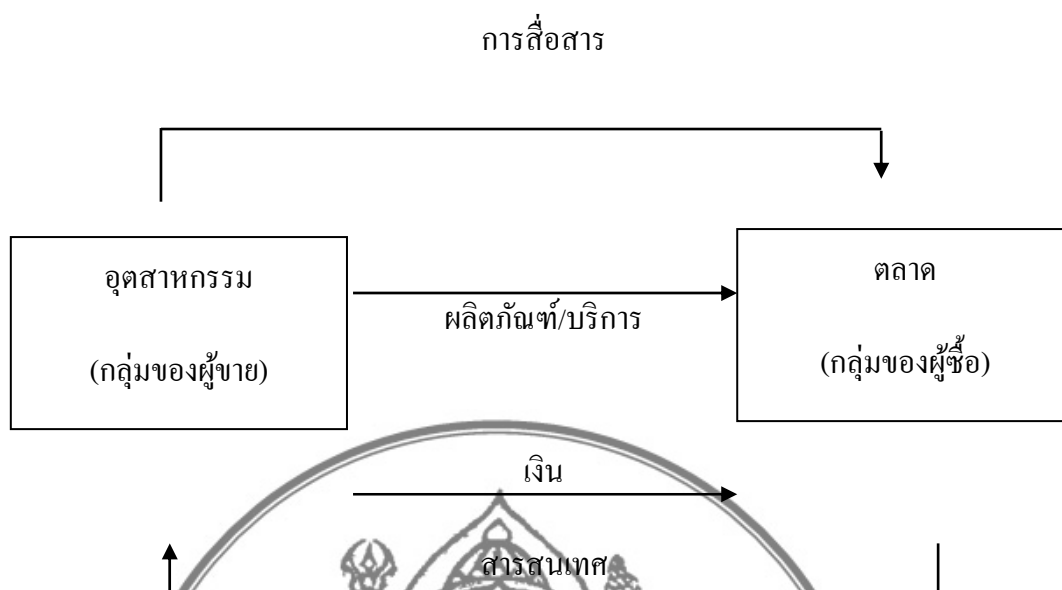 การสื่อสาร
อุตสาหกรรม
(กลุ่มของผู้ขาย)
ผลิตภัณฑ์/บริการ
ตลาด
(กลุ่มของผู้ซื้อ)
เงิน
สารสนเทศ